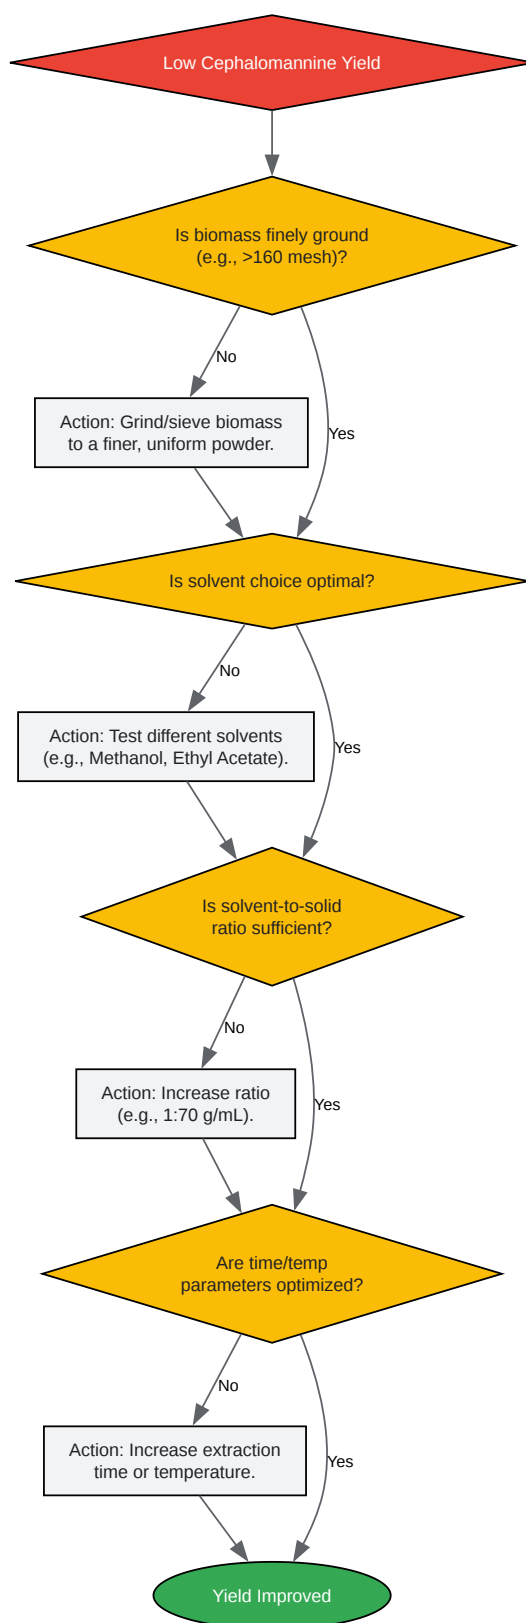 Low Cephalomannine Yield
Is biomass finely ground
(e.g., >160 mesh)?
No
Action: Grind/sieve biomass
to a finer, uniform powder.
Yes
Is solvent choice optimal?
No
Action: Test different solvents
(e.g., Methanol, Ethyl Acetate).
Yes
Is solvent-to-solid
ratio sufficient?
No
Action: Increase ratio
(e.g., 1:70 g/mL).
Yes
Are time/temp
parameters optimized?
No
Action: Increase extraction
time or temperature.
Yes
Yield Improved